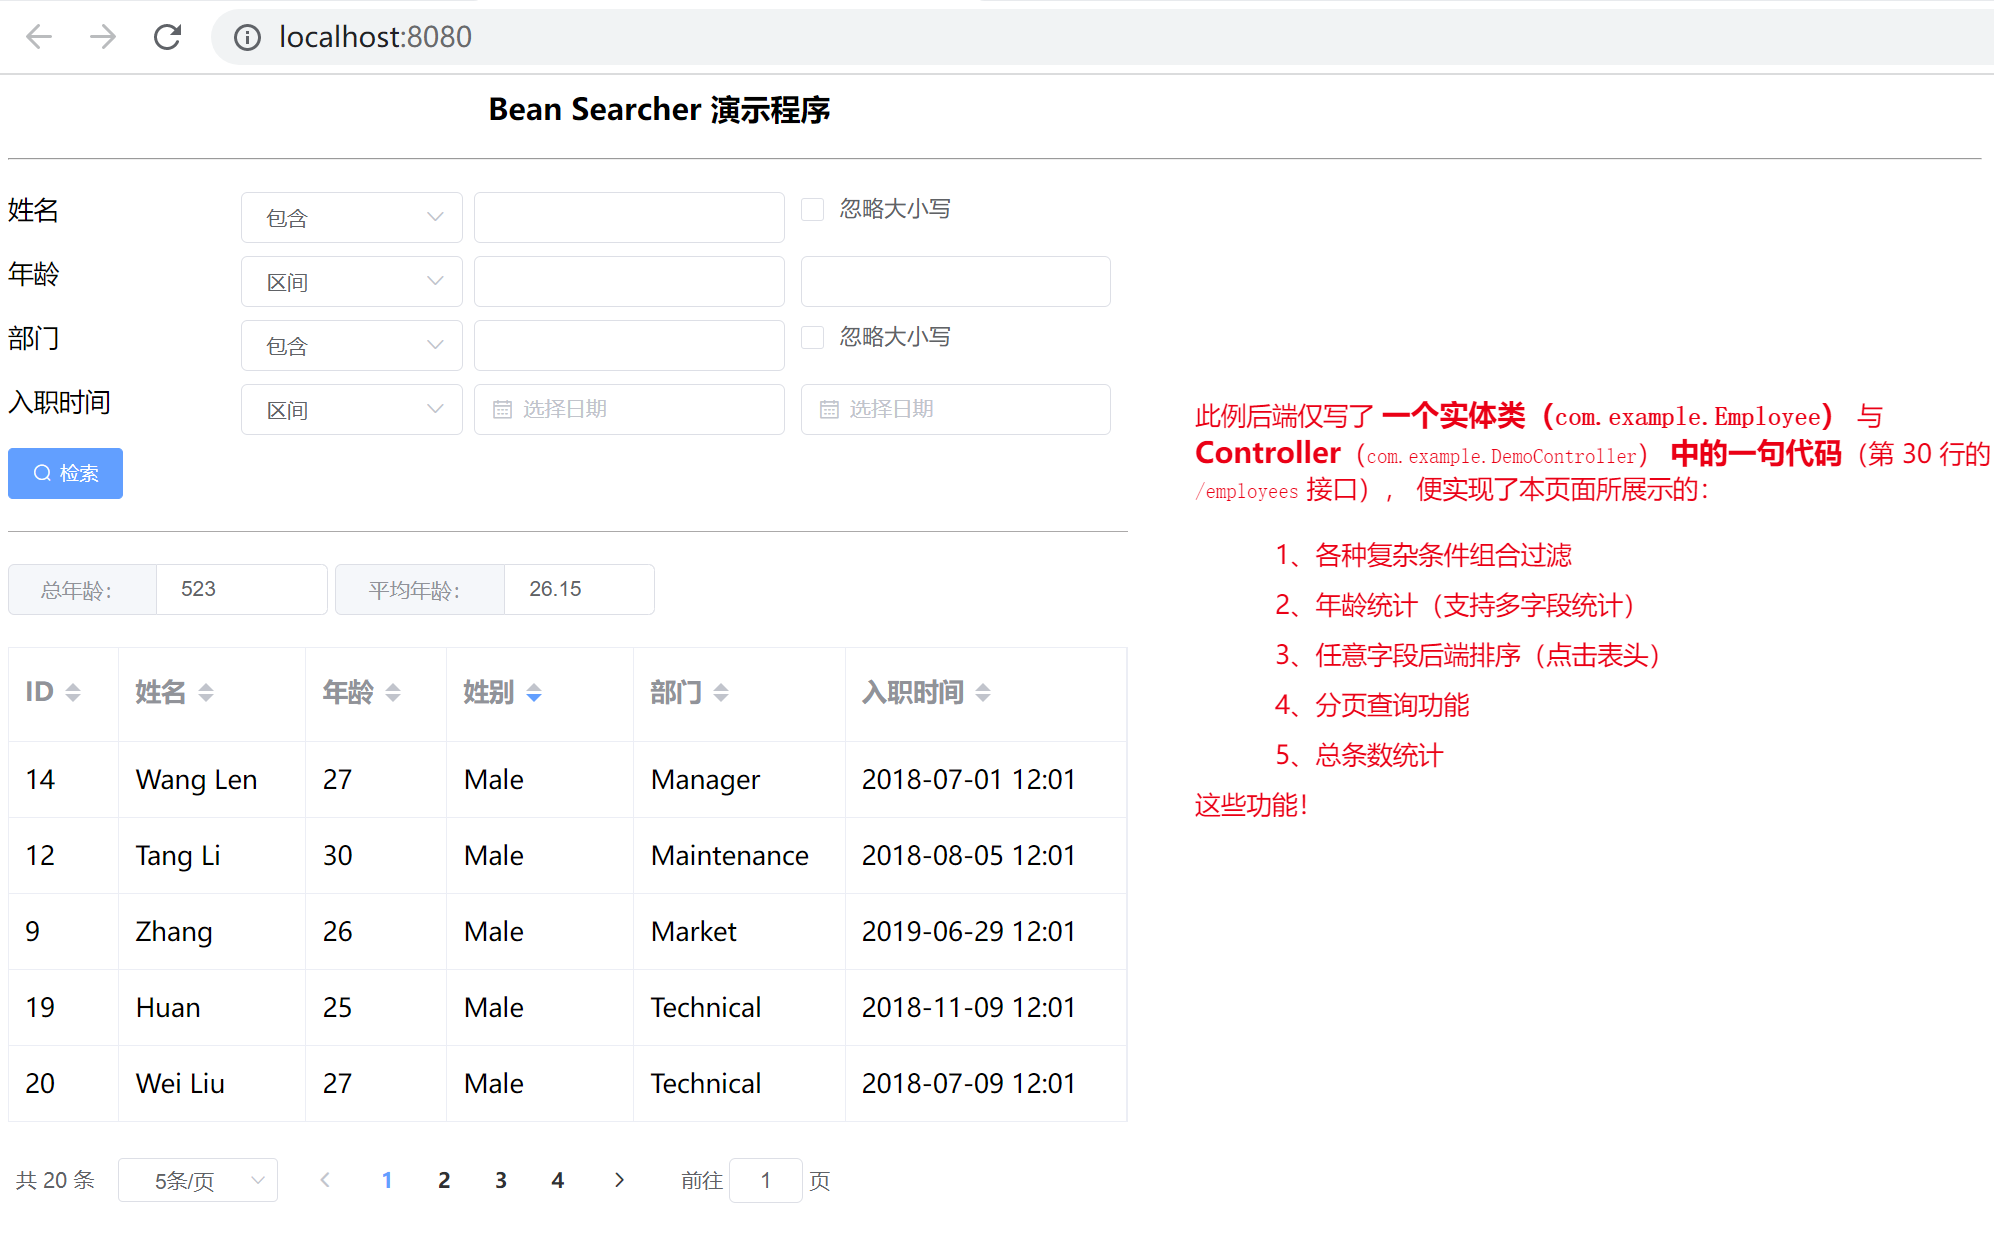 localhost:8080
Bean Searcher 演示程序
姓名 包含 忽略大小写
年龄 区间
部门 包含 忽略大小写
入职时间 区间 选择日期 选择日期
检索
总年龄： 523 平均年龄： 26.15
ID 姓名 年龄 姓别 部门 入职时间
14 Wang Len 27 Male Manager 2018-07-01 12:01
12 Tang Li 30 Male Maintenance 2018-08-05 12:01
9 Zhang 26 Male Market 2019-06-29 12:01
19 Huan 25 Male Technical 2018-11-09 12:01
20 Wei Liu 27 Male Technical 2018-07-09 12:01
共 20 条 5条/页 1 2 3 4 前往 1 页
此例后端仅写了 一个实体类（com.example.Employee） 与
Controller（com.example.DemoController） 中的一句代码（第 30 行的
/employees 接口）， 便实现了本页面所展示的：
1、各种复杂条件组合过滤
2、年龄统计（支持多字段统计）
3、任意字段后端排序（点击表头）
4、分页查询功能
5、总条数统计
这些功能！